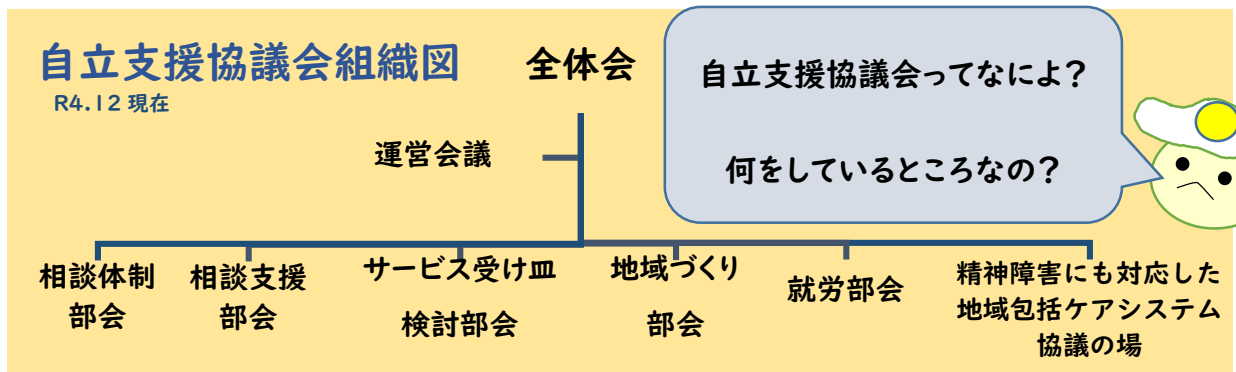 自立支援協議会組織図
R4.12 現在
全体会
自立支援協議会ってなによ?
何をしているところなの?
運営会議
相談体制
部会
相談支援
部会
サービス受け皿
検討部会
地域づくり
部会
就労部会
精神障害にも対応した
地域包括ケアシステム
協議の場